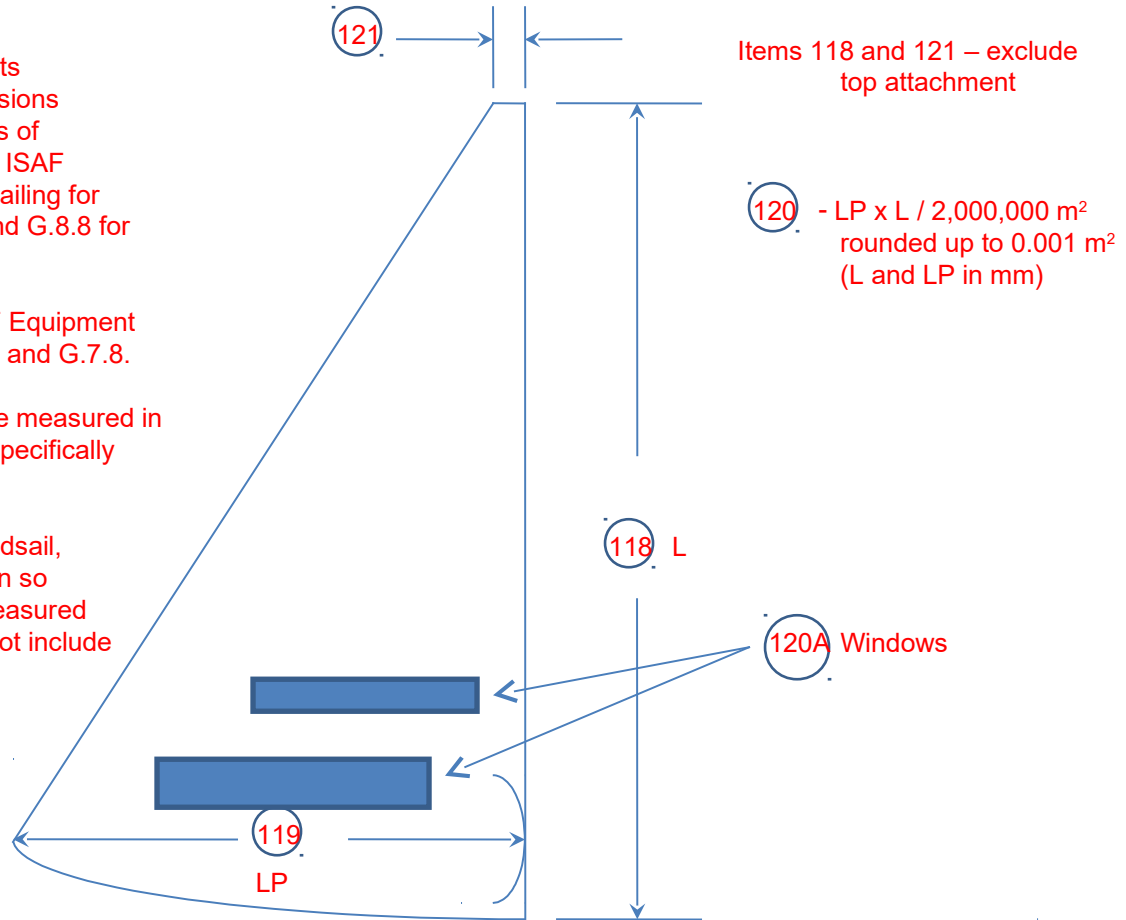 121
Items 118 and 121 – exclude
top attachment
ts
sions
s of
ISAF
ailing for
nd G.8.8 for
120 - LP x L / 2,000,000 m²
rounded up to 0.001 m²
(L and LP in mm)
Equipment
and G.7.8.
e measured in
specifically
dsail,
n so
easured
ot include
118 L
120A Windows
119
LP